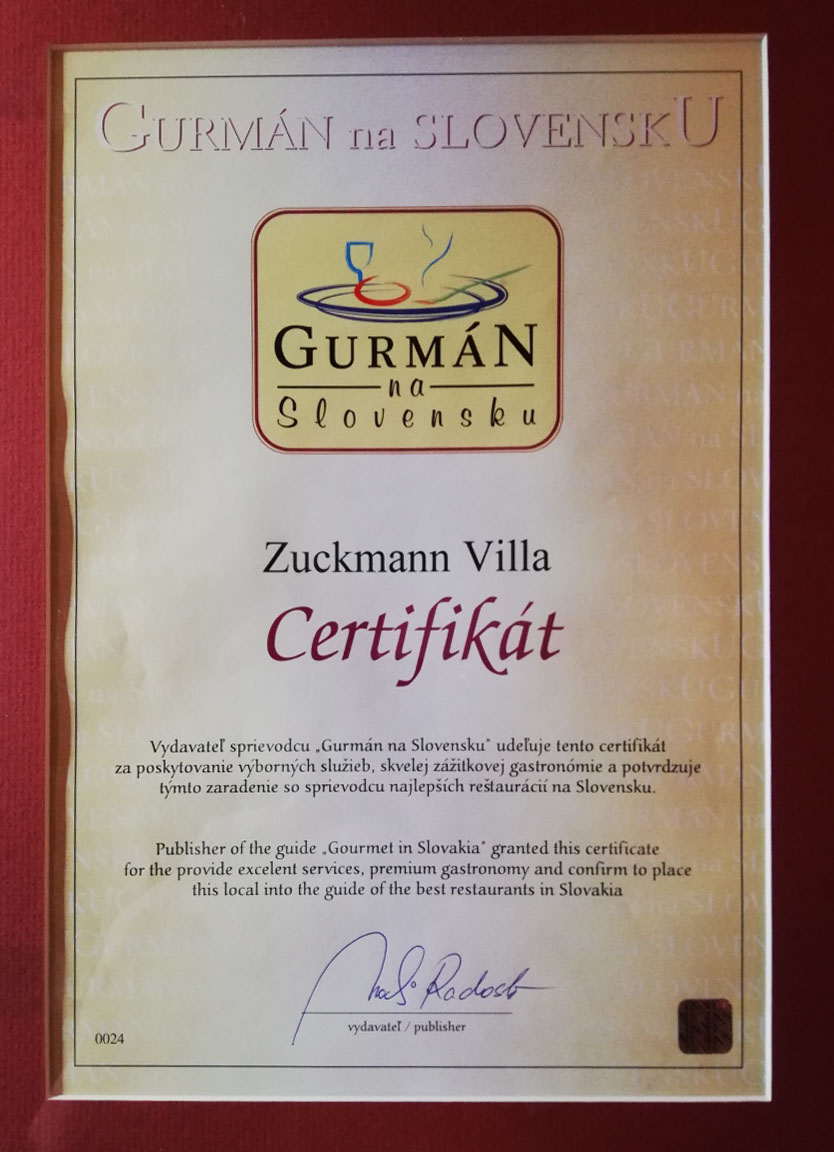 GURMÁN na SLOVENSKU
GURMÁN
na
Slovensku
Zuckmann Villa
Certifikát
Vydavateľ sprievodcu „Gurmán na Slovensku" udeľuje tento certifikát
za poskytovanie výborných služieb, skvelej zážitkovej gastronómie a potvrdzuje
týmto zaradenie so sprievodcu najlepších reštaurácií na Slovensku.
Publisher of the guide „Gourmet in Slovakia" granted this certificate
for the provide excelent services, premium gastronomy and confirm to place
this local into the guide of the best restaurants in Slovakia
vydavateľ / publisher
0024